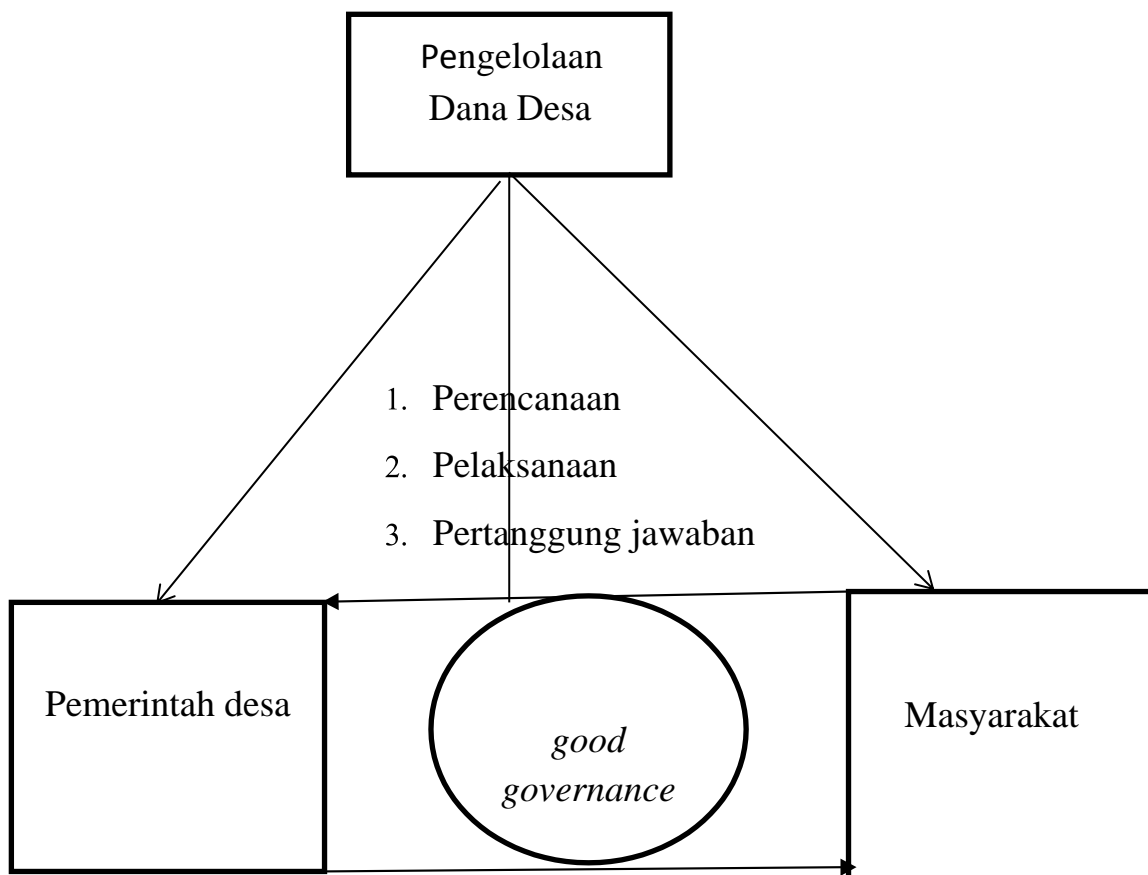 Pengelolaan
Dana Desa
1. Perencanaan
2. Pelaksanaan
3. Pertanggung jawaban
Pemerintah desa
good
governance
Masyarakat